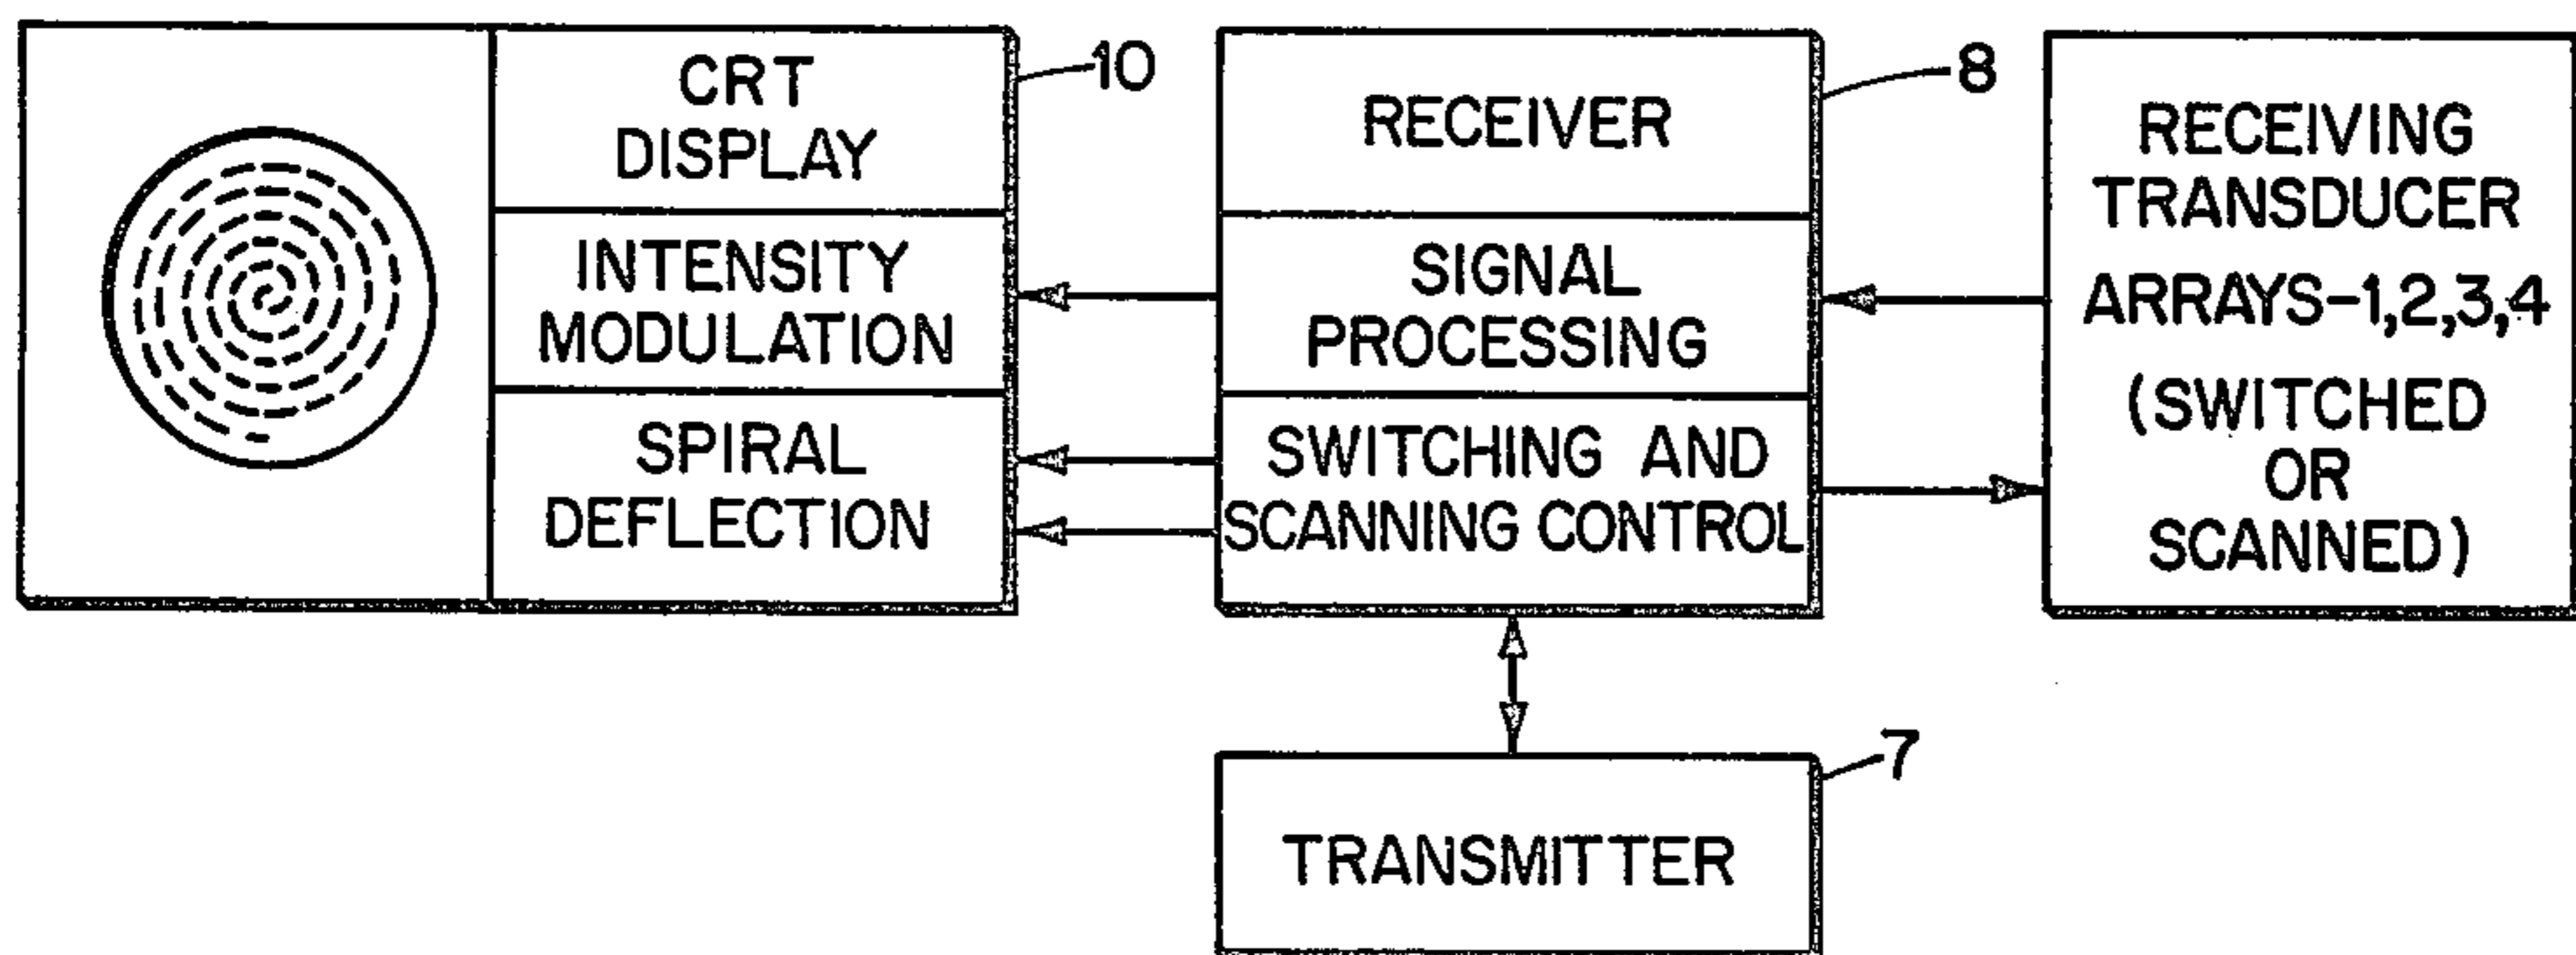 CRT
DISPLAY
INTENSITY
MODULATION
SPIRAL
DEFLECTION
10
RECEIVER
SIGNAL
PROCESSING
SWITCHING AND
SCANNING CONTROL
8
RECEIVING
TRANSDUCER
ARRAYS-1,2,3,4
(SWITCHED
OR
SCANNED)
7
TRANSMITTER